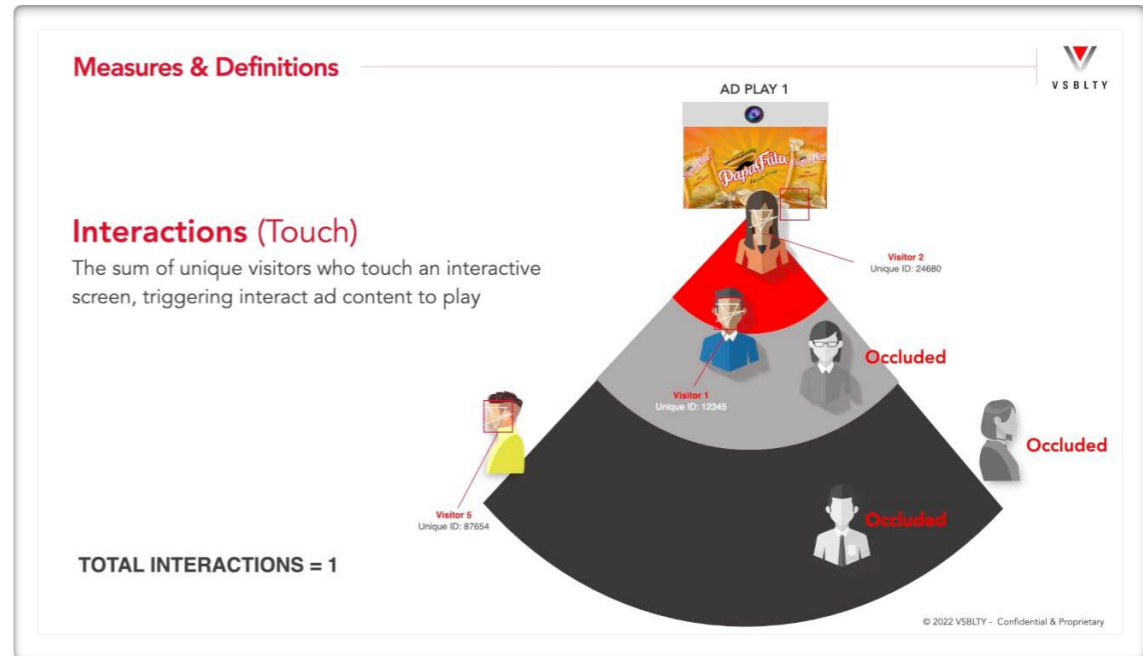 Measures & Definitions
VSBLTY
AD PLAY 1
PapaFrita
Interactions (Touch)
The sum of unique visitors who touch an interactive
screen, triggering interact ad content to play
Visitor 2
Unique ID: 24680
Occluded
Visitor 1
Unique ID: 12345
Occluded
Visitor 5
Unique ID: 87654
Occluded
TOTAL INTERACTIONS = 1
© 2022 VSBLTY - Confidential & Proprietary